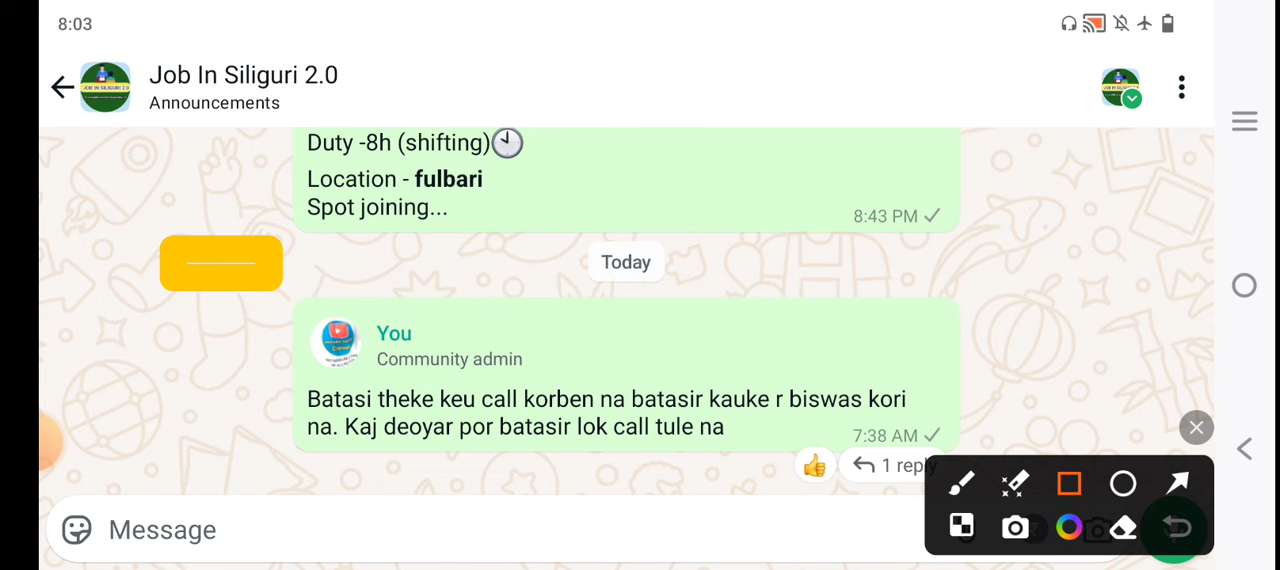 8:03
Job In Siliguri 2.0
Announcements
Duty -8h (shifting)
Location - fulbari
Spot joining...
8:43 PM
Today
You
Community admin
Batasi theke keu call korben na batasir kauke r biswas kori
na. Kaj deoyar por batasir lok call tule na
7:38 AM
1 reply
Message